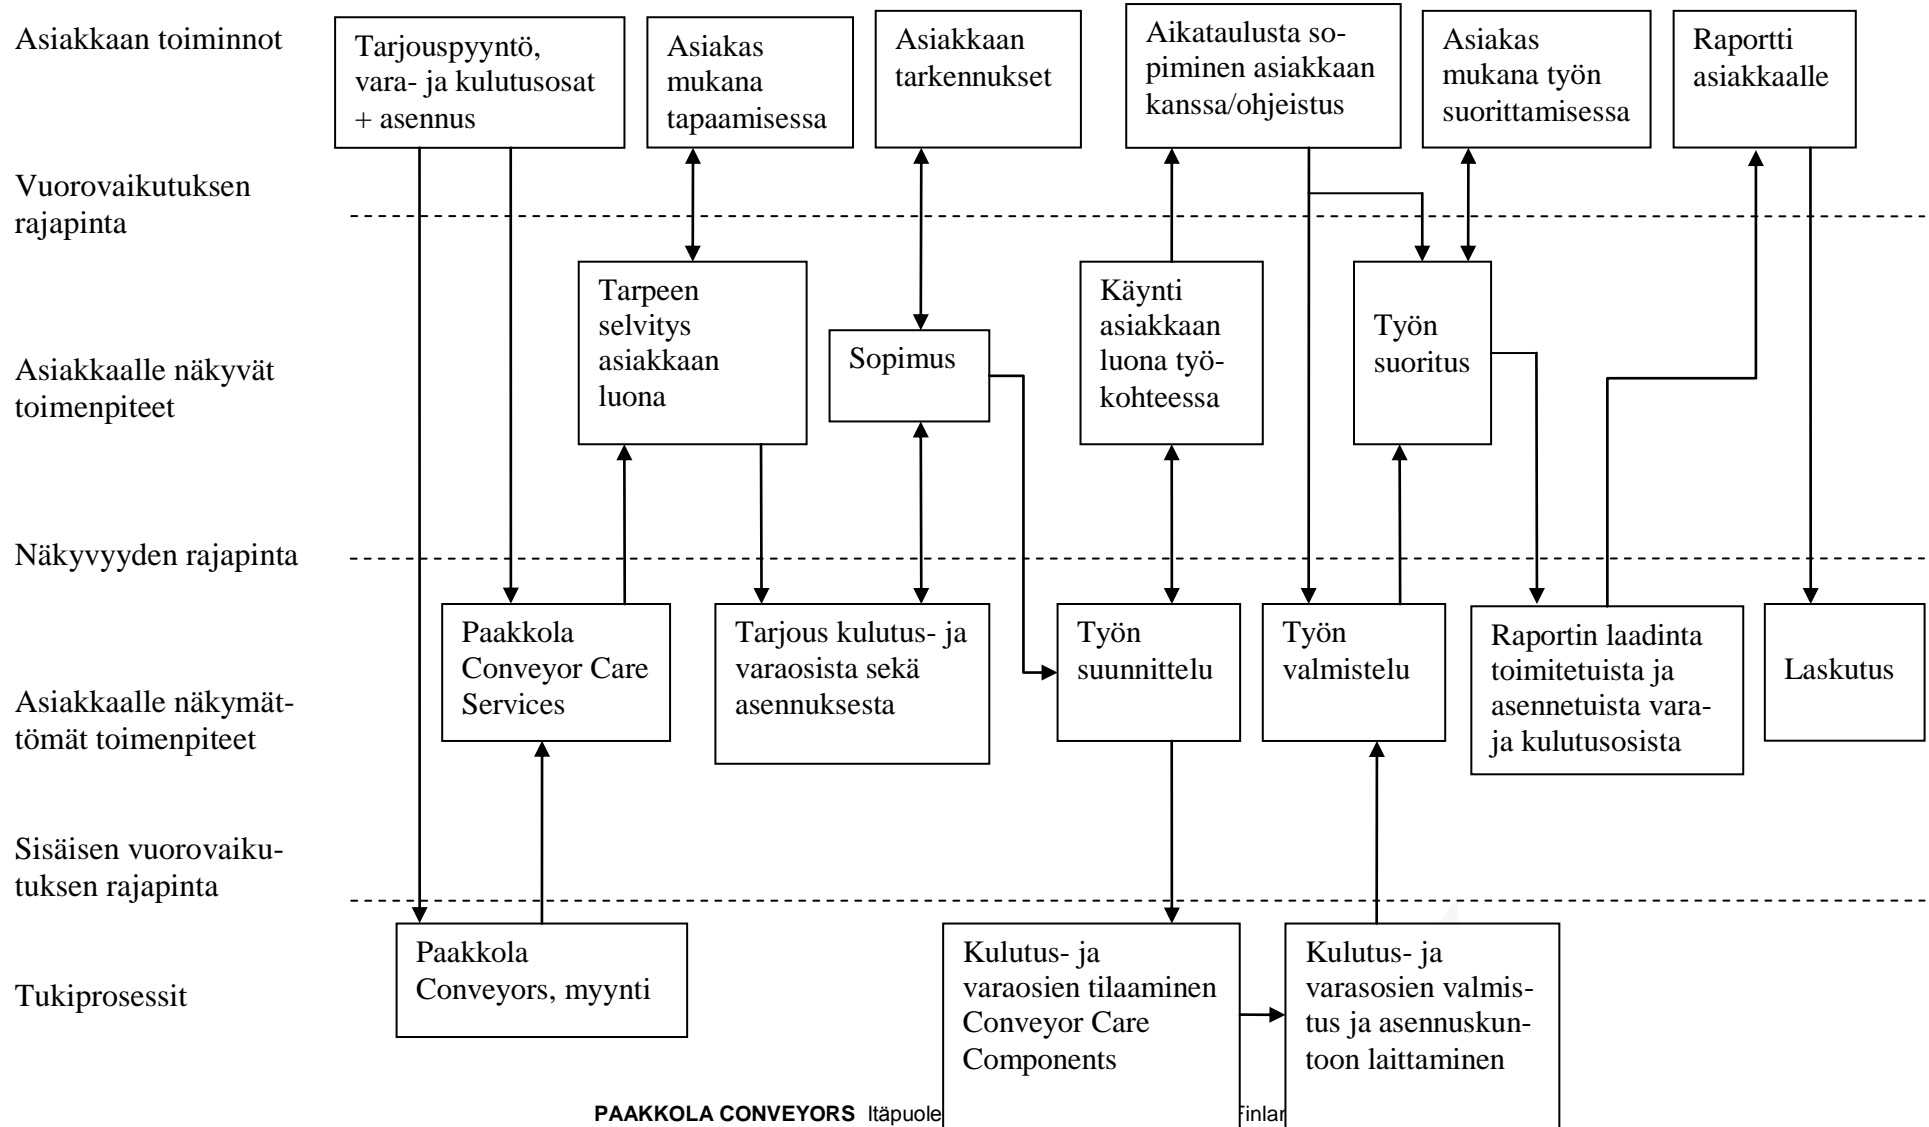 Asiakkaan toiminnot
Tarjouspyyntö,
vara- ja kulutusosat
+ asennus
Asiakas
mukana
tapaamisessa
Asiakkaan
tarkennukset
Aikataulusta so-
piminen asiakkaan
kanssa/ohjeistus
Asiakas
mukana työn
suorittamisessa
Raportti
asiakkaalle
Vuorovaikutuksen
rajapinta
Asiakkaalle näkyvät
toimenpiteet
Tarpeen
selvitys
asiakkaan
luona
Sopimus
Käynti
asiakkaan
luona työ-
kohteessa
Työn
suoritus
Näkyvyyden rajapinta
Asiakkaalle näkymät-
tömät toimenpiteet
Paakkola
Conveyor Care
Services
Tarjous kulutus- ja
varaosista sekä
asennuksesta
Työn
suunnittelu
Työn
valmistelu
Raportin laadinta
toimitetuista ja
asennetuista vara-
ja kulutusosista
Laskutus
Sisäisen vuorovaiku-
tuksen rajapinta
Tukiprosessit
Paakkola
Conveyors, myynti
Kulutus- ja
varaosien tilaaminen
Conveyor Care
Components
Kulutus- ja
varasosien valmis-
tus ja asennuskun-
toon laittaminen
PAAKKOLA CONVEYORS Itäpuole